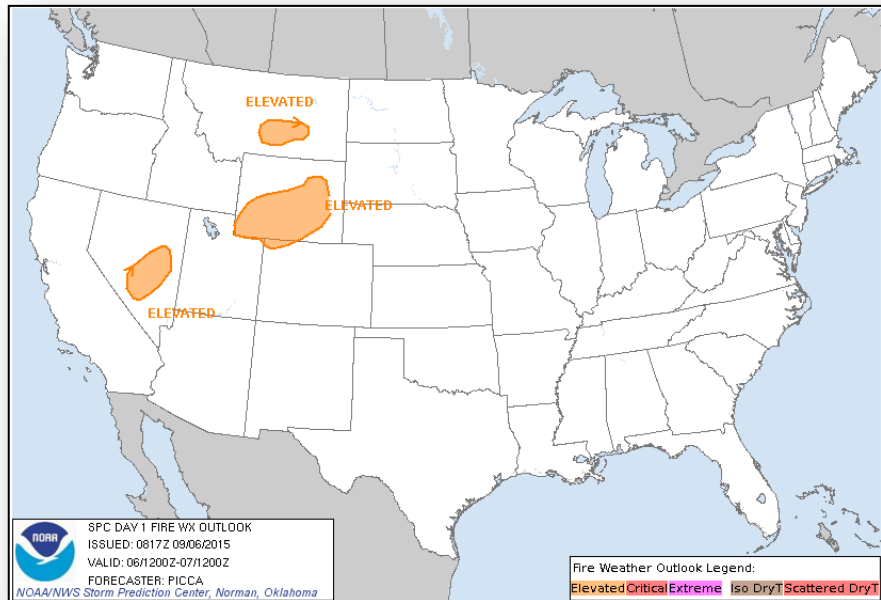 ELEVATED
ELEVATED
ELEVATED
NOAA
SPC DAY 1 FIRE WX OUTLOOK
ISSUED: 0817Z 09/06/2015
VALID: 06/1200Z-07/1200Z
FORECASTER: PICCA
NOAA/NWS Storm Prediction Center, Norman, Oklahoma
Fire Weather Outlook Legend:
Elevated Critical Extreme Iso DryT Scattered DryT